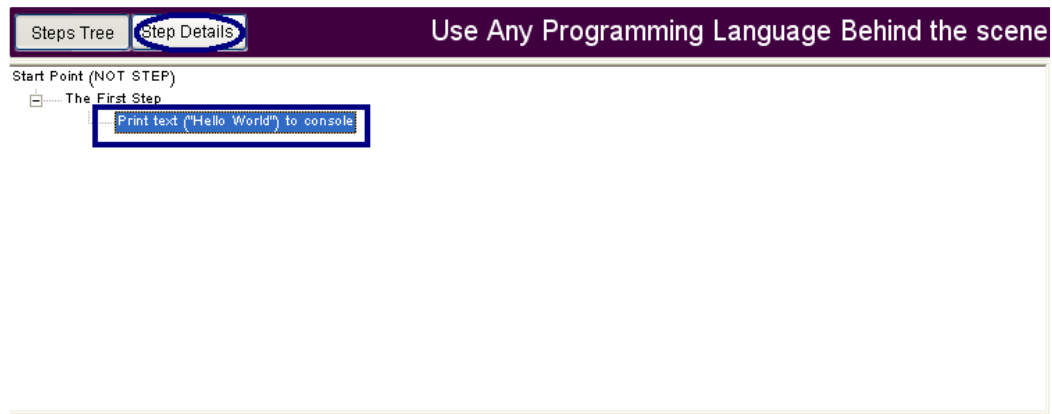 Steps Tree Step Details Use Any Programming Language Behind the scene
Start Point (NOT STEP)
The First Step
Print text ("Hello World") to console